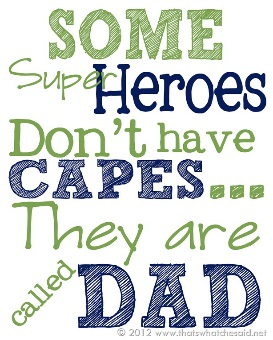 SOME
Super Heroes
Don't have
CAPES...
They are
called DAD
© 2012 www.thatswhatchesaid.net